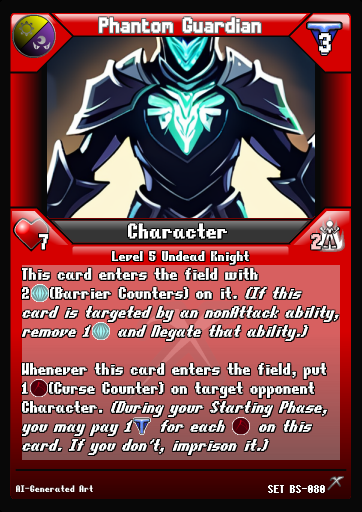 Phantom Guardian
3
Character
7
2
Level 5 Undead Knight
This card enters the field with
2(Barrier Counters) on it. (If this
card is targeted by an nonAttack ability,
remove 1 and Negate that ability.)
Whenever this card enters the field, put
1(Curse Counter) on target opponent
Character. (During your Starting Phase,
you may pay 1 for each on this
card. If you don't, imprison it.)
AI-Generated Art
SET BS-080